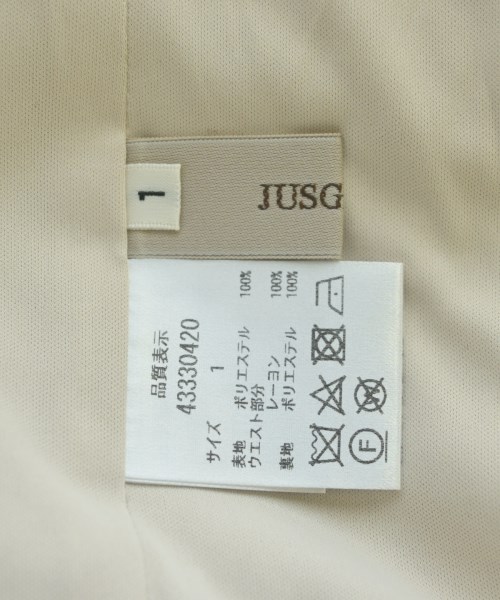 1
JUSG
品質表示
43330420
サイズ 1
表地 ポリエステル 100%
ウエスト部分
レーヨン 100%
裏地 ポリエステル 100%
F